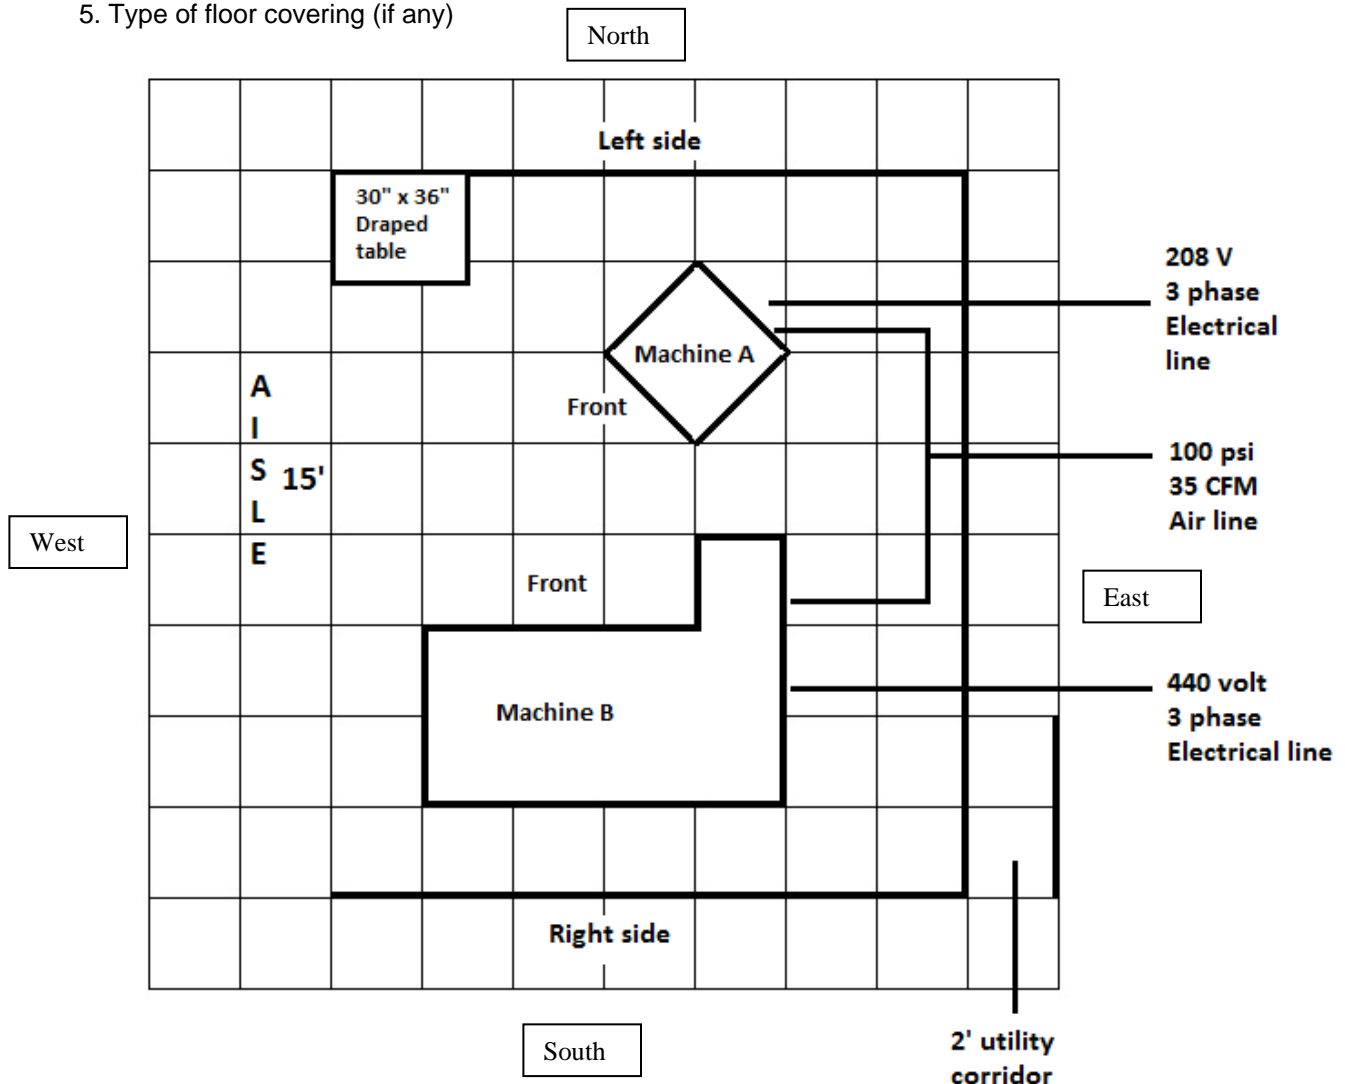 5. Type of floor covering (if any)
North
Left side
30" x 36"
Draped
table
208 V
3 phase
Electrical
line
Machine A
Front
A
I
S
L
E
15'
100 psi
35 CFM
Air line
West
Front
East
Machine B
440 volt
3 phase
Electrical line
Right side
South
2' utility
corridor